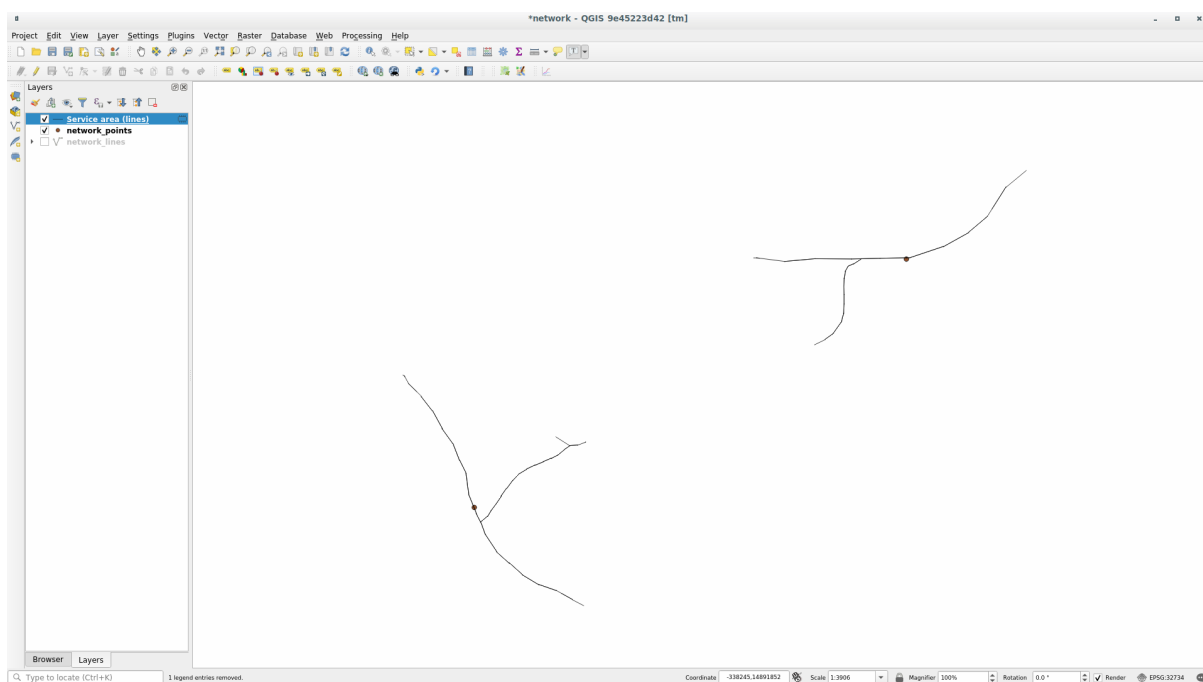 *network - QGIS 9e45223d42 [tm]
Project Edit View Layer Settings Plugins Vector Raster Database Web Processing Help
Layers
Service area (lines)
network_points
network_lines
Browser Layers
Type to locate (Ctrl+K) 1 legend entries removed. Coordinate -338245,14891852 Scale 1:3906 Magnifier 100% Rotation 0.0 ° Render EPSG:32734